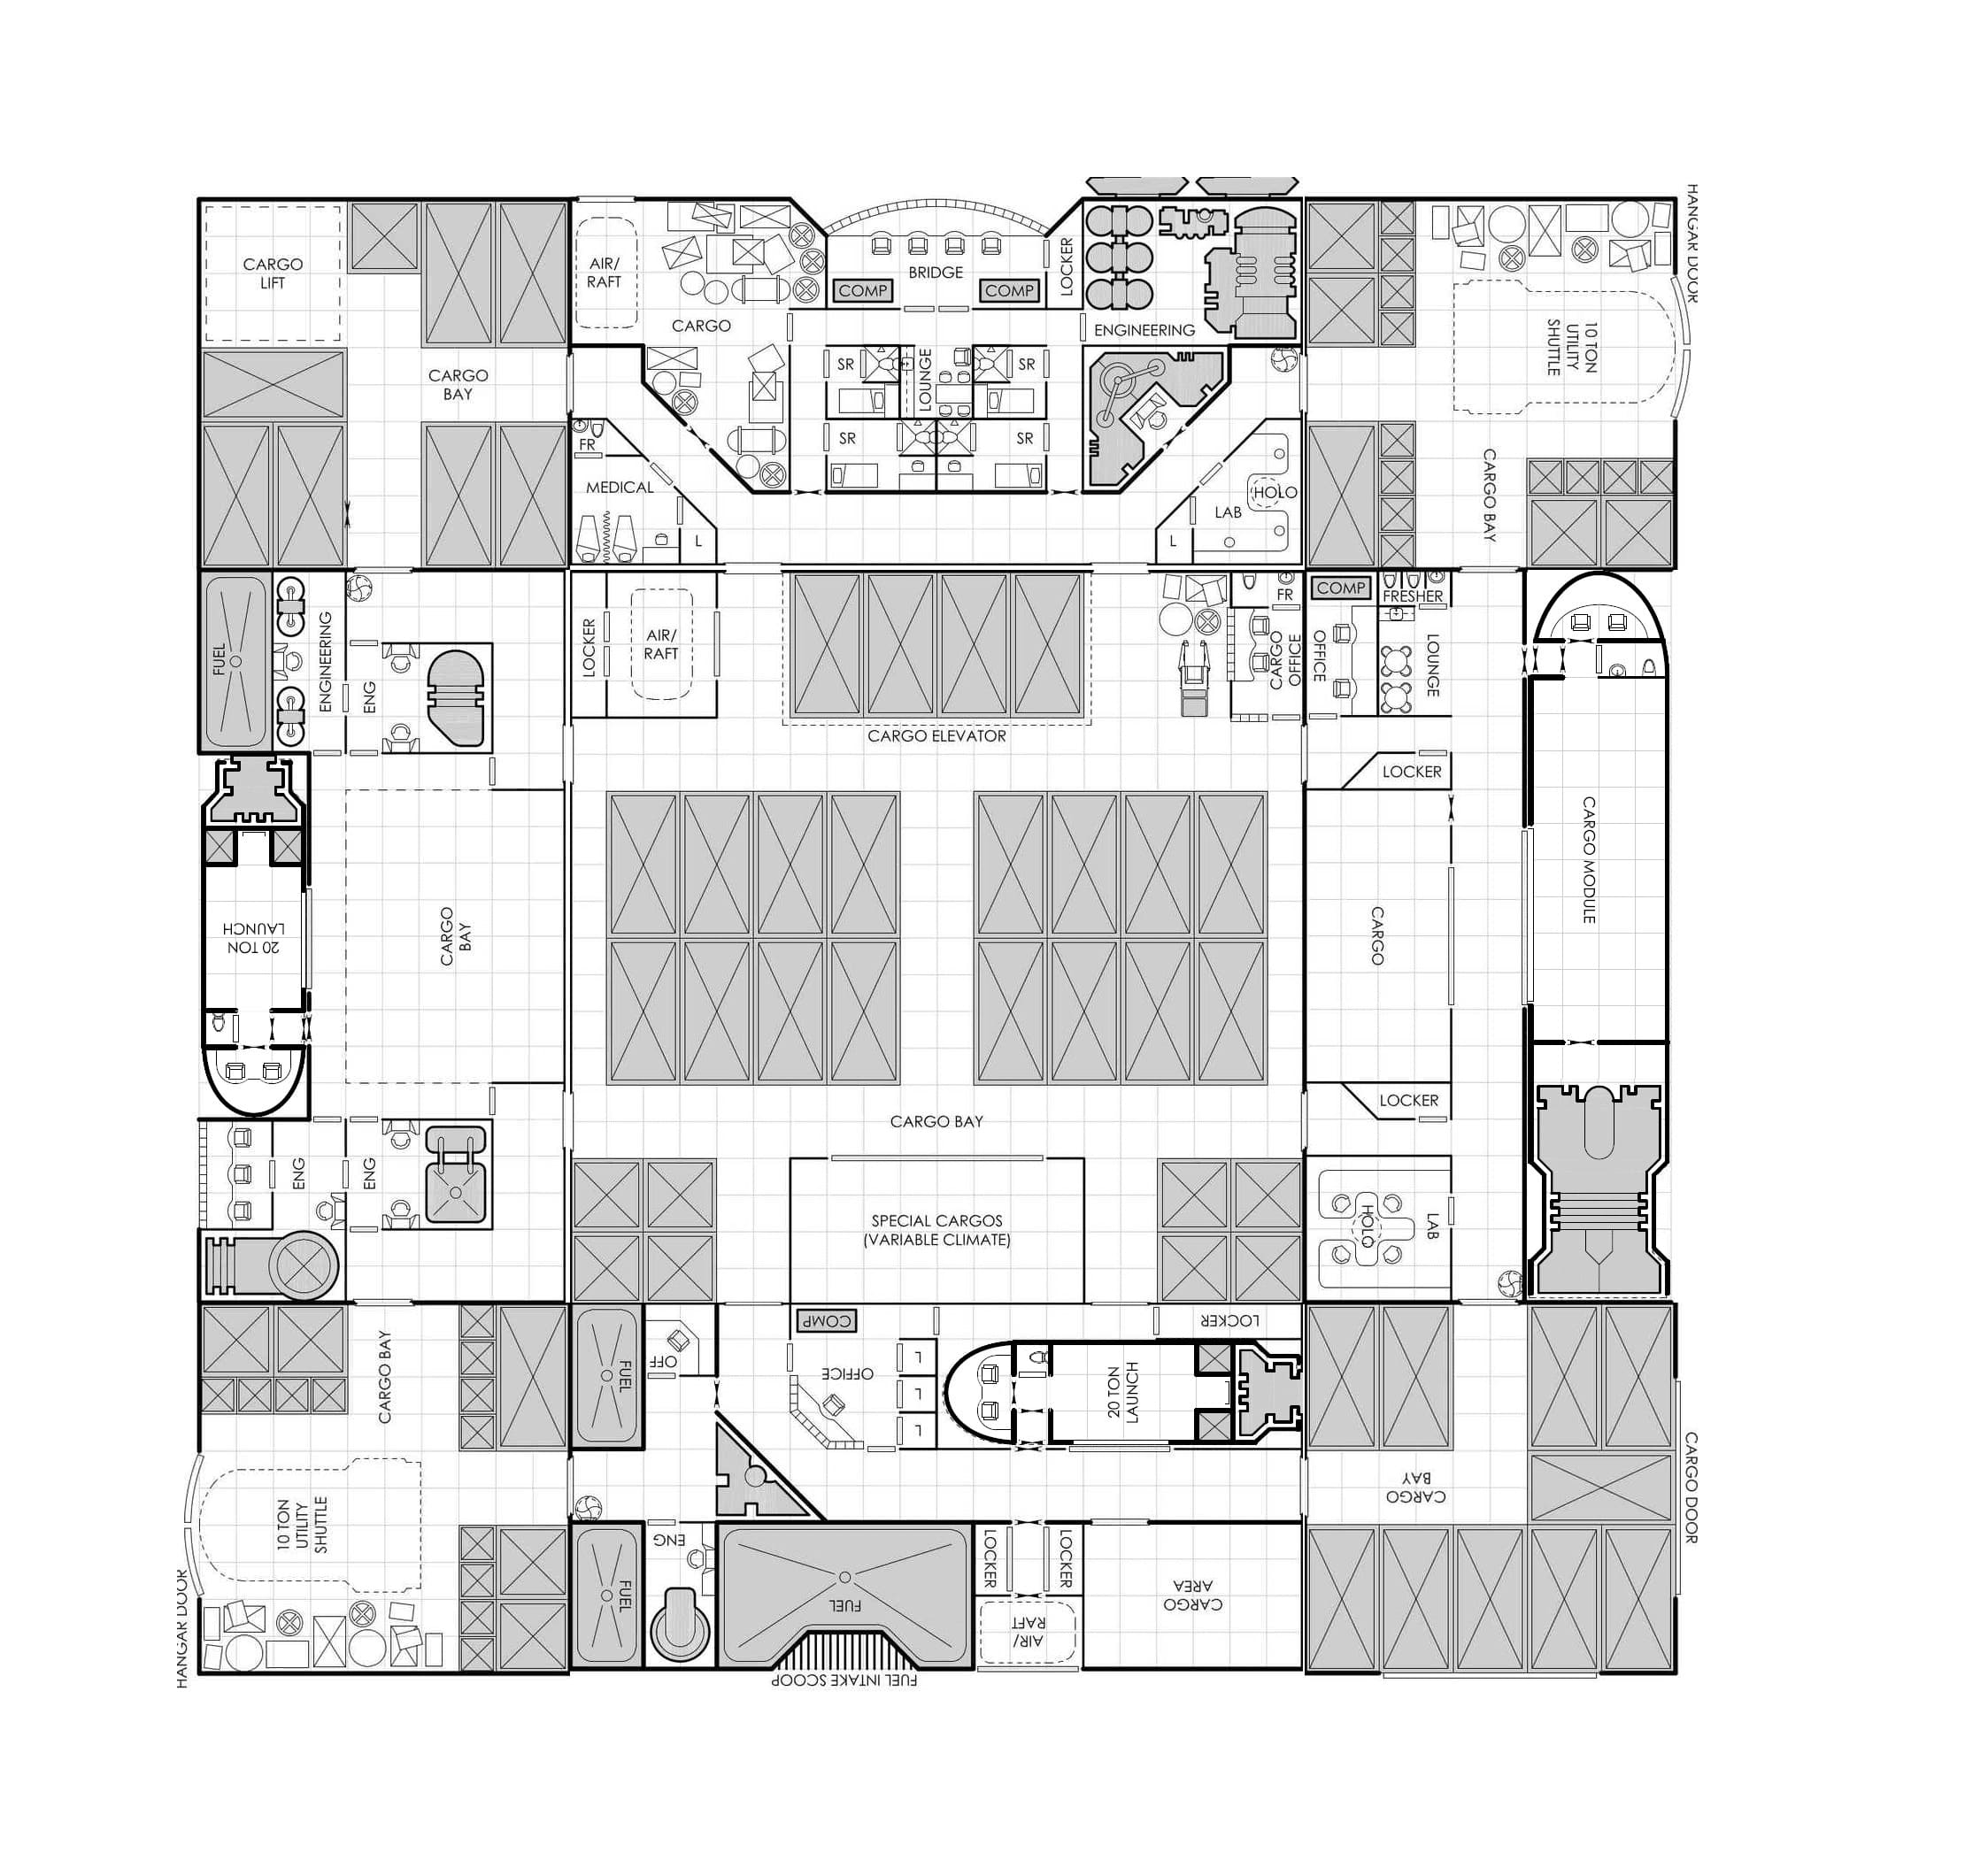 CARGO
LIFT
CARGO
BAY
AIR/
RAFT
CARGO
COMP
BRIDGE
COMP
LOCKER
ENGINEERING
SR
LOUNGE
SR
SR
SR
FR
MEDICAL
L
HOLO
LAB
L
HANGAR DOOR
10 TON
UTILITY
SHUTTLE
CARGO BAY
FUEL
ENGINEERING
ENG
LOCKER
AIR/
RAFT
CARGO ELEVATOR
FR
CARGO
OFFICE
COMP
FRESHER
OFFICE
LOUNGE
LOCKER
20 TON
LAUNCH
CARGO
BAY
CARGO
CARGO MODULE
CARGO BAY
LOCKER
ENG
ENG
SPECIAL CARGOS
(VARIABLE CLIMATE)
HOLO
LAB
CARGO BAY
10 TON
UTILITY
SHUTTLE
HANGAR DOOR
FUEL
OFF
COMP
OFFICE
L
L
L
LOCKER
20 TON
LAUNCH
FUEL
ENG
FUEL
FUEL INTAKE SCOOP
LOCKER
LOCKER
AIR/
RAFT
CARGO
AREA
CARGO
BAY
CARGO DOOR